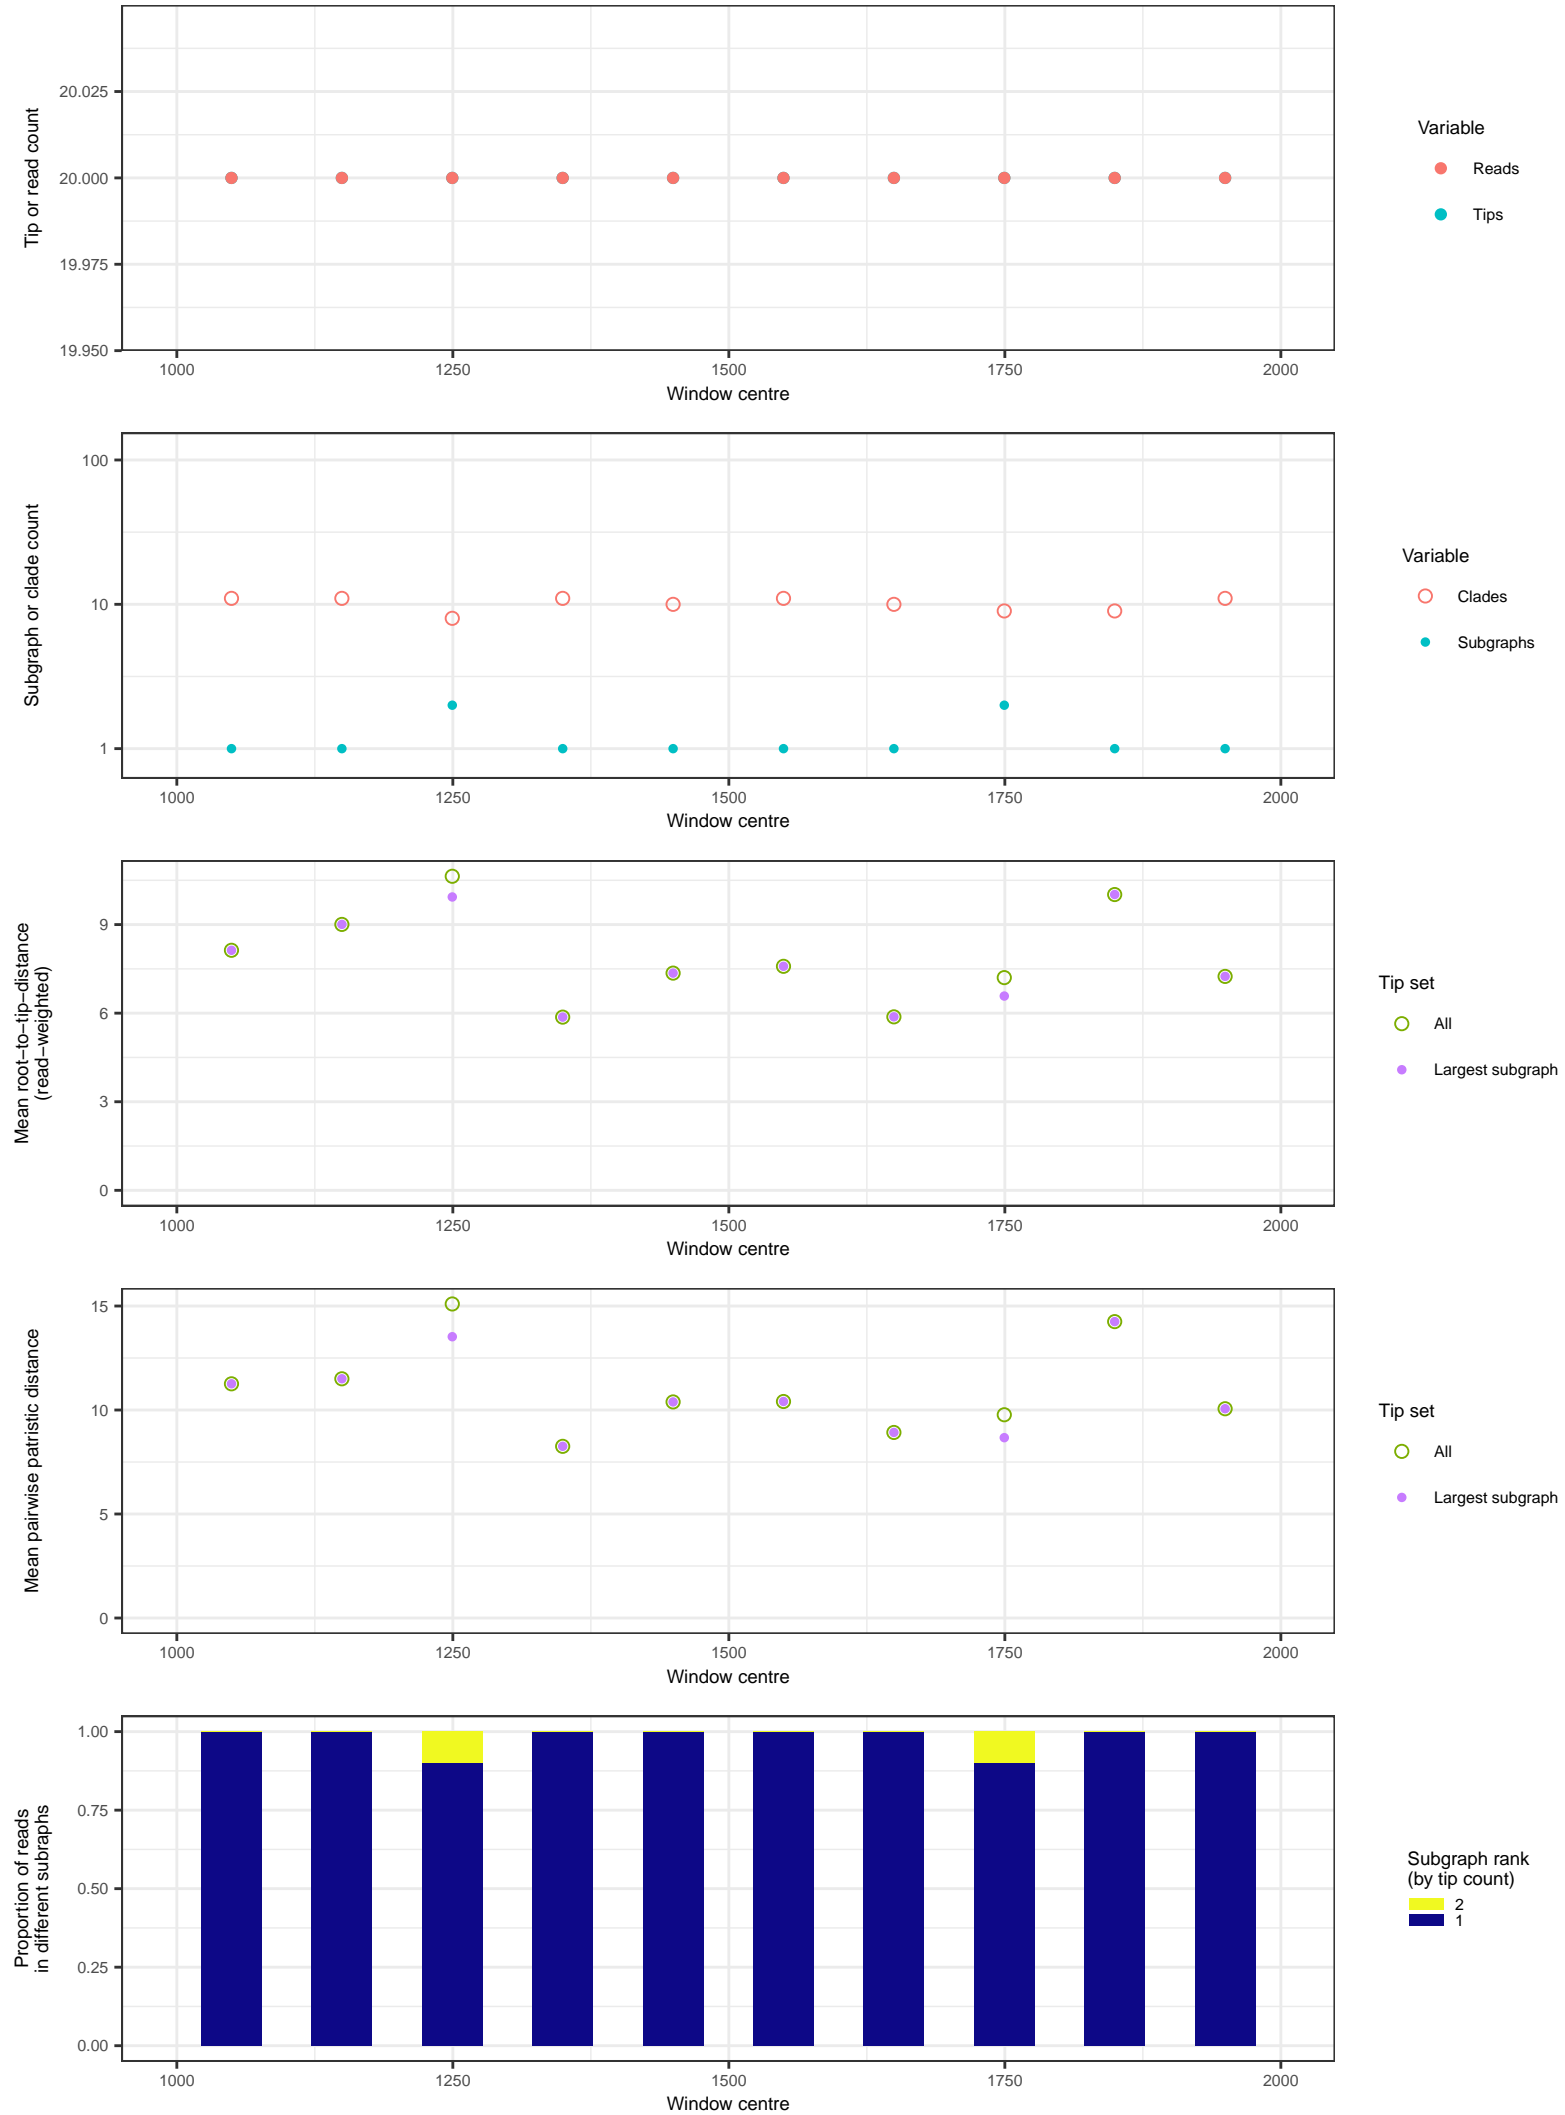 Tip or read count
20.025
20.000
19.975
19.950
1000 1250 1500 1750 2000
Window centre
Variable
Reads
Tips
Subgraph or clade count
100
10
1
1000 1250 1500 1750 2000
Window centre
Variable
Clades
Subgraphs
Mean root−to−tip−distance
(read−weighted)
9
6
3
0
1000 1250 1500 1750 2000
Window centre
Tip set
All
Largest subgraph
Mean pairwise patristic distance
15
10
5
0
1000 1250 1500 1750 2000
Window centre
Tip set
All
Largest subgraph
Proportion of reads
in different subraphs
1.00
0.75
0.50
0.25
0.00
1000 1250 1500 1750 2000
Window centre
Subgraph rank
(by tip count)
2
1